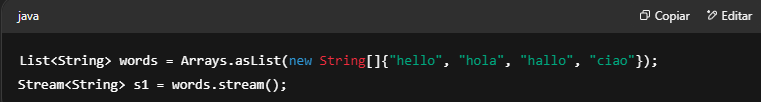 java Copiar Editar
List<String> words = Arrays.asList(new String[]{"hello", "hola", "hallo", "ciao"});
Stream<String> s1 = words.stream();